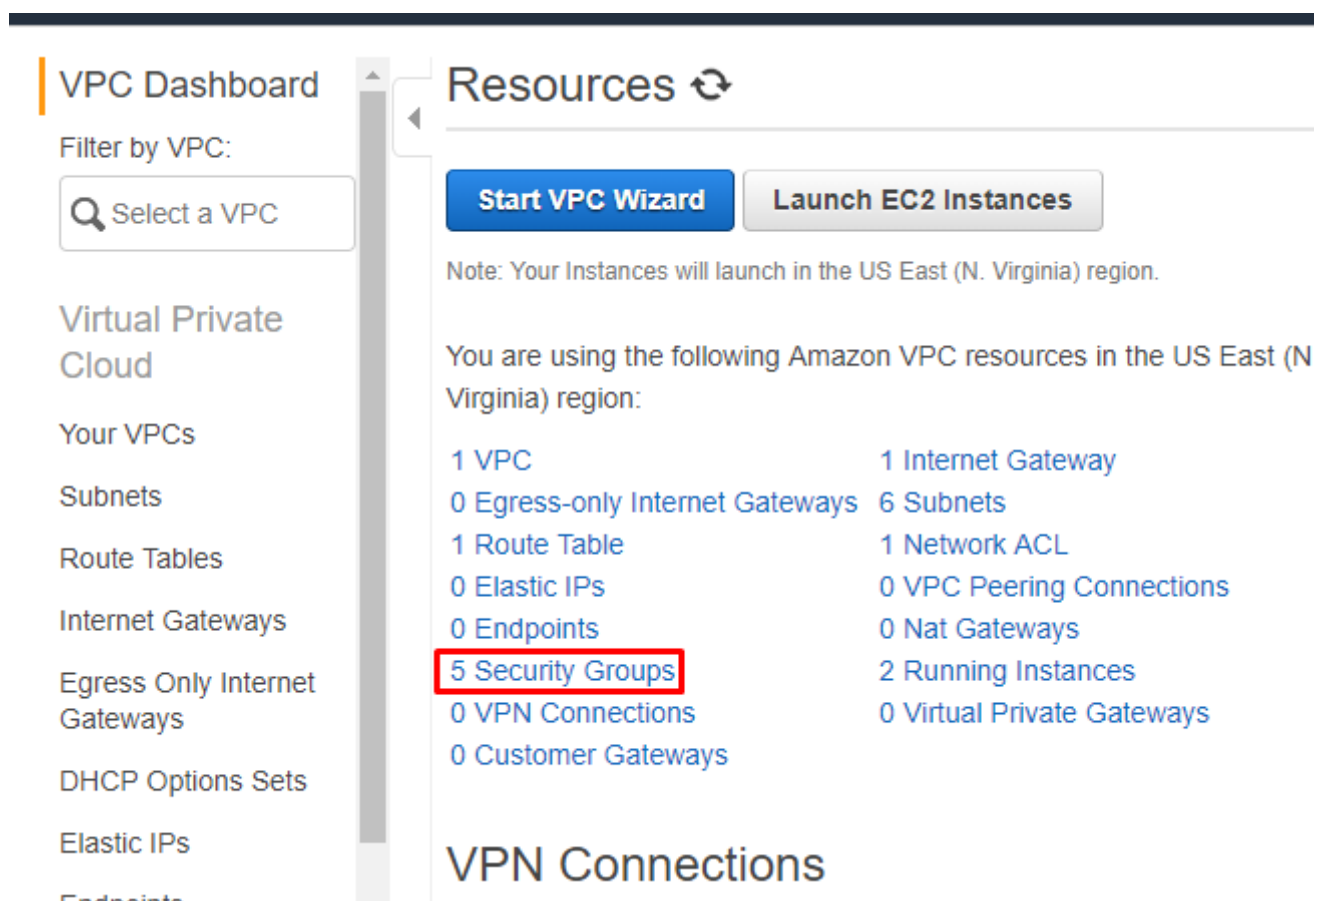 VPC Dashboard
Filter by VPC:
Select a VPC
Virtual Private
Cloud
Your VPCs
Subnets
Route Tables
Internet Gateways
Egress Only Internet
Gateways
DHCP Options Sets
Elastic IPs
Endpoints
Resources
Start VPC Wizard
Launch EC2 Instances
Note: Your Instances will launch in the US East (N. Virginia) region.
You are using the following Amazon VPC resources in the US East (N
Virginia) region:
1 VPC
0 Egress-only Internet Gateways
1 Route Table
0 Elastic IPs
0 Endpoints
5 Security Groups
0 VPN Connections
0 Customer Gateways
1 Internet Gateway
6 Subnets
1 Network ACL
0 VPC Peering Connections
0 Nat Gateways
2 Running Instances
0 Virtual Private Gateways
VPN Connections